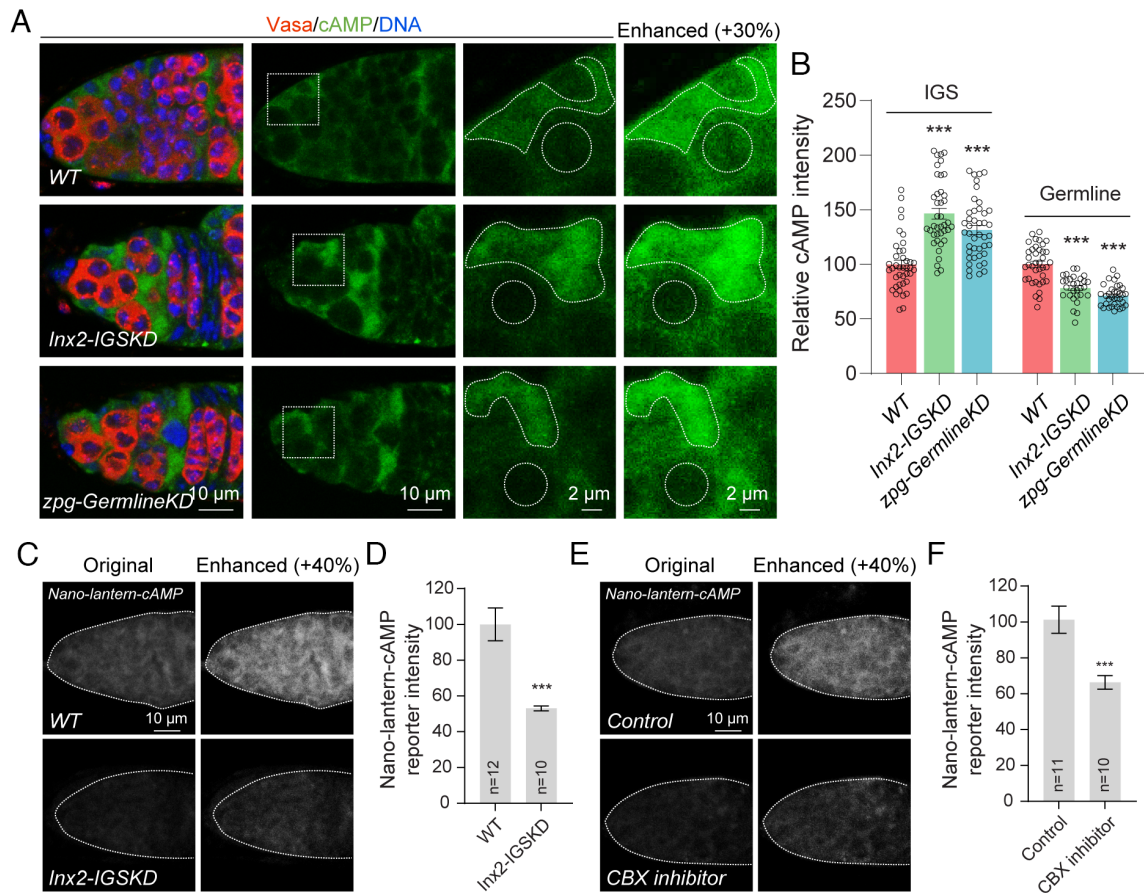 A
Vasa/cAMP/DNA
Enhanced (+30%)
WT
Inx2-IGSKD
zpg-GermlineKD
10 µm
10 µm
2 µm
2 µm
B
Relative cAMP intensity
250
200
150
100
50
0
IGS
Germline
***
***
***
***
WT
Inx2-IGSKD
zpg-GermlineKD
WT
Inx2-IGSKD
zpg-GermlineKD
C
Original
Enhanced (+40%)
Nano-lantern-cAMP
WT
10 µm
Inx2-IGSKD
D
Nano-lantern-cAMP
reporter intensity
120
100
80
60
40
20
0
***
n=12
n=10
WT
Inx2-IGSKD
E
Original
Enhanced (+40%)
Nano-lantern-cAMP
Control
10 µm
CBX inhibitor
F
Nano-lantern-cAMP
reporter intensity
120
100
80
60
40
20
0
***
n=11
n=10
Control
CBX inhibitor